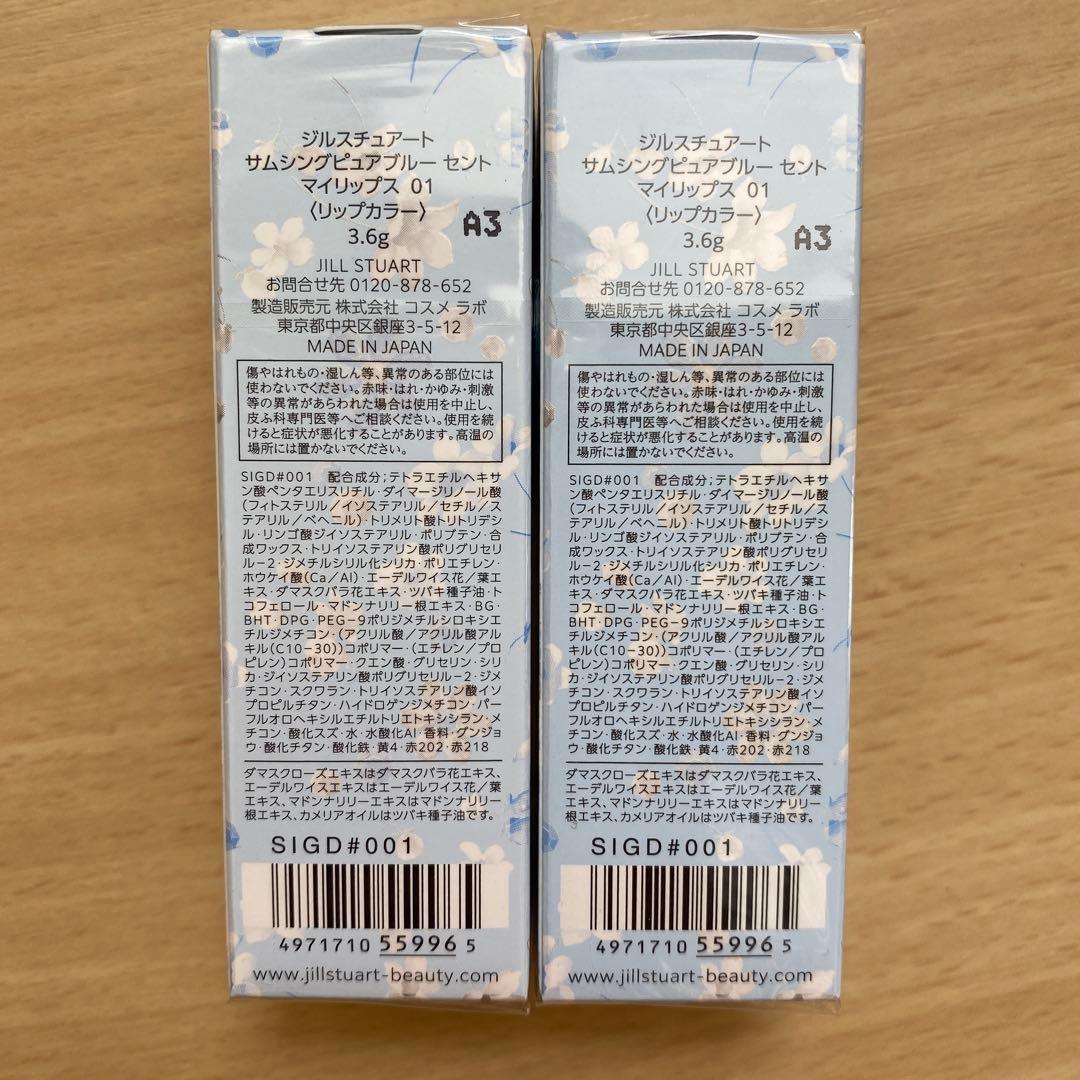 ジルスチュアート
サムシングピュアブルー セント
マイリップス 01
〈リップカラー〉
3.6g
A3
JILL STUART
お問合せ先 0120-878-652
製造販売元 株式会社 コスメ ラボ
東京都中央区銀座3-5-12
MADE IN JAPAN
傷やはれもの・湿しん等、異常のある部位には
使わないでください。赤味・はれ・かゆみ・刺激
等の異常があらわれた場合は使用を中止し、
皮ふ科専門医等へご相談ください。使用を続
けると症状が悪化することがあります。高温の
場所には置かないでください。
SIGD#001 配合成分;テトラエチルヘキサ
ン酸ペンタエリスリチル・ダイマージリノール酸
(フィトステリル/イソステアリル/セチル/ス
テアリル/ベヘニル)・トリメリト酸トリトリデシ
ル・リンゴ酸ジイソステアリル・ポリブテン・合
成ワックス・トリイソステアリン酸ポリグリセリ
ル-2・ジメチルシリル化シリカ・ポリエチレン・
ホウケイ酸(Ca/Al)・エーデルワイス花/葉エ
キス・ダマスクバラ花エキス・ツバキ種子油・ト
コフェロール・マドンナリリー根エキス・BG・
BHT・DPG・PEG-9ポリジメチルシロキシエ
チルジメチコン・(アクリル酸/アクリル酸アル
キル(C10-30))コポリマー・(エチレン/プロ
ピレン)コポリマー・クエン酸・グリセリン・シリ
カ・ジイソステアリン酸ポリグリセリル-2・ジメ
チコン・スクワラン・トリイソステアリン酸イソ
プロピルチタン・ハイドロゲンジメチコン・パー
フルオロヘキシルエチルトリエトキシシラン・メ
チコン・酸化スズ・水・水酸化Al・香料・グンジョ
ウ・酸化チタン・酸化鉄・黄4・赤202・赤218
ダマスクローズエキスはダマスクバラ花エキス、
エーデルワイスエキスはエーデルワイス花/葉
エキス、マドンナリリーエキスはマドンナリリー
根エキス、カメリアオイルはツバキ種子油です。
SIGD#001
4971710 55996 5
www.jillstuart-beauty.com
ジルスチュアート
サムシングピュアブルー セント
マイリップス 01
〈リップカラー〉
3.6g
A3
JILL STUART
お問合せ先 0120-878-652
製造販売元 株式会社 コスメ ラボ
東京都中央区銀座3-5-12
MADE IN JAPAN
傷やはれもの・湿しん等、異常のある部位には
使わないでください。赤味・はれ・かゆみ・刺激
等の異常があらわれた場合は使用を中止し、
皮ふ科専門医等へご相談ください。使用を続
けると症状が悪化することがあります。高温の
場所には置かないでください。
SIGD#001 配合成分;テトラエチルヘキサ
ン酸ペンタエリスリチル・ダイマージリノール酸
(フィトステリル/イソステアリル/セチル/ス
テアリル/ベヘニル)・トリメリト酸トリトリデシ
ル・リンゴ酸ジイソステアリル・ポリブテン・合
成ワックス・トリイソステアリン酸ポリグリセリ
ル-2・ジメチルシリル化シリカ・ポリエチレン・
ホウケイ酸(Ca/Al)・エーデルワイス花/葉エ
キス・ダマスクバラ花エキス・ツバキ種子油・ト
コフェロール・マドンナリリー根エキス・BG・
BHT・DPG・PEG-9ポリジメチルシロキシエ
チルジメチコン・(アクリル酸/アクリル酸アル
キル(C10-30))コポリマー・(エチレン/プロ
ピレン)コポリマー・クエン酸・グリセリン・シリ
カ・ジイソステアリン酸ポリグリセリル-2・ジメ
チコン・スクワラン・トリイソステアリン酸イソ
プロピルチタン・ハイドロゲンジメチコン・パー
フルオロヘキシルエチルトリエトキシシラン・メ
チコン・酸化スズ・水・水酸化Al・香料・グンジョ
ウ・酸化チタン・酸化鉄・黄4・赤202・赤218
ダマスクローズエキスはダマスクバラ花エキス、
エーデルワイスエキスはエーデルワイス花/葉
エキス、マドンナリリーエキスはマドンナリリー
根エキス、カメリアオイルはツバキ種子油です。
SIGD#001
4971710 55996 5
www.jillstuart-beauty.com